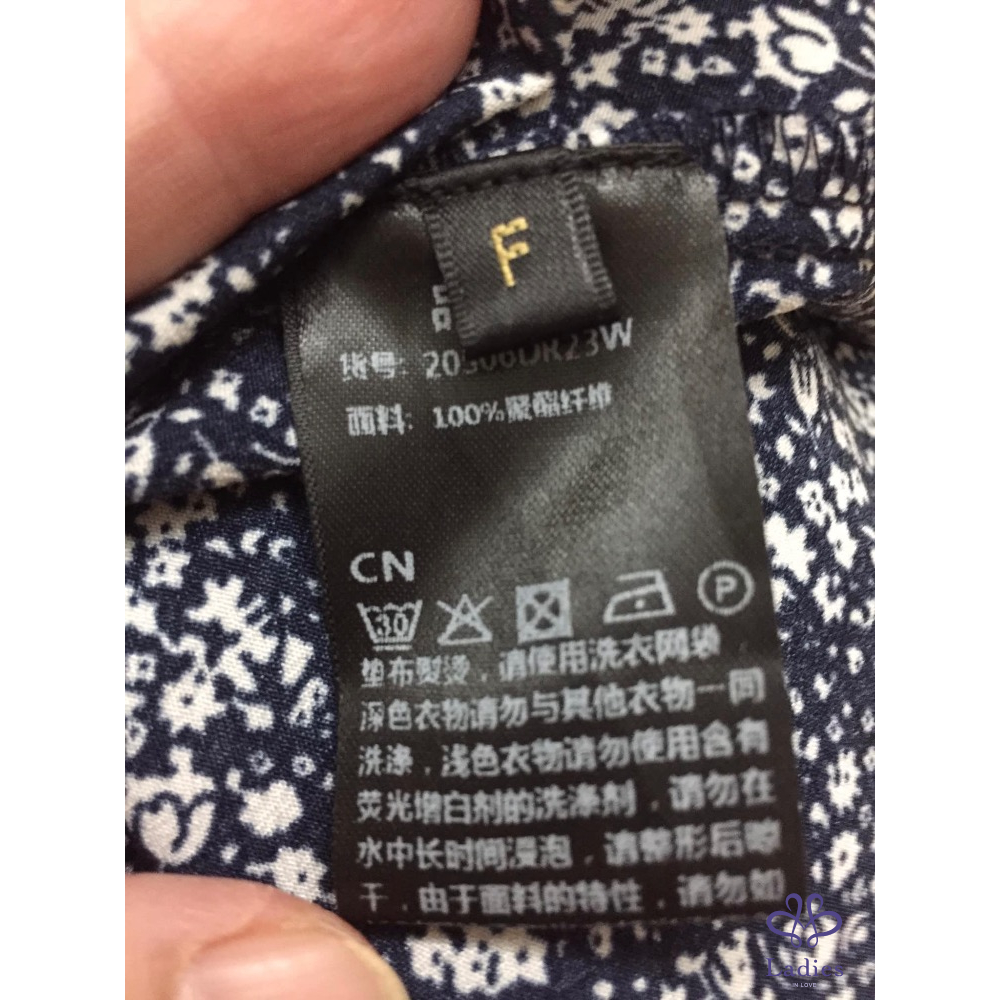 F
品
货号: 20S06DR23W
面料: 100%聚酯纤维
CN
30
P
垫布熨烫，请使用洗衣网袋
深色衣物请勿与其他衣物一同
洗涤，浅色衣物请勿使用含有
荧光增白剂的洗涤剂，请勿在
水中长时间浸泡，请整形后晾
干，由于面料的特性，请勿如
Ladies
IN LOVE